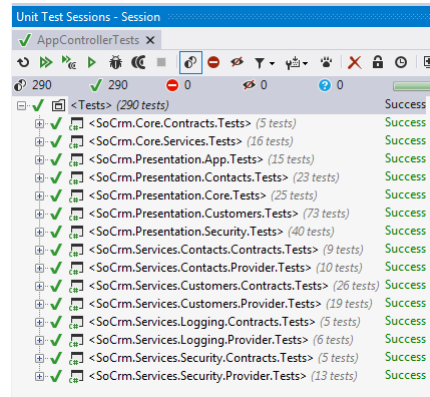 Unit Test Sessions - Session
AppControllerTests
290 290 0 0 0
<Tests> (290 tests) Success
<SoCrm.Core.Contracts.Tests> (5 tests) Success
<SoCrm.Core.Services.Tests> (16 tests) Success
<SoCrm.Presentation.App.Tests> (15 tests) Success
<SoCrm.Presentation.Contacts.Tests> (23 tests) Success
<SoCrm.Presentation.Core.Tests> (25 tests) Success
<SoCrm.Presentation.Customers.Tests> (73 tests) Success
<SoCrm.Presentation.Security.Tests> (40 tests) Success
<SoCrm.Services.Contacts.Contracts.Tests> (9 tests) Success
<SoCrm.Services.Contacts.Provider.Tests> (10 tests) Success
<SoCrm.Services.Customers.Contracts.Tests> (26 tests) Success
<SoCrm.Services.Customers.Provider.Tests> (19 tests) Success
<SoCrm.Services.Logging.Contracts.Tests> (5 tests) Success
<SoCrm.Services.Logging.Provider.Tests> (6 tests) Success
<SoCrm.Services.Security.Contracts.Tests> (5 tests) Success
<SoCrm.Services.Security.Provider.Tests> (13 tests) Success